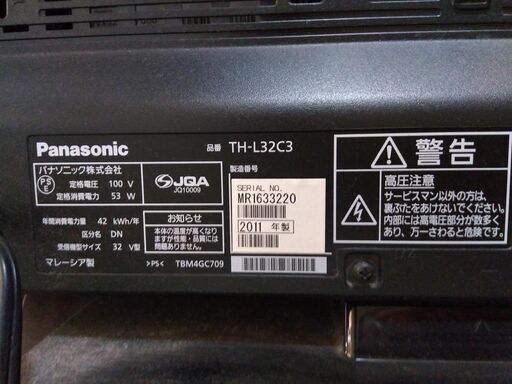 Panasonic 品番 TH-L32C3
パナソニック株式会社
PS E
定格電圧 100 V
定格消費電力 53 W
JQA
JQ10009
製造番号
SERIAL NO.
MR1633220
2011 年製
年間消費電力量 42 kWh/年
区分名 DN
受信機型サイズ 32 V型
マレーシア製
お知らせ
本体の温度が高くなり
ますが、性能・品質には
問題ありません。
>PS< TBM4GC709
警告
高圧注意
サービスマン以外の方は、
裏ぶたをあけないでください。
内部には高電圧部分が数多く
あり、万一さわると危険です。